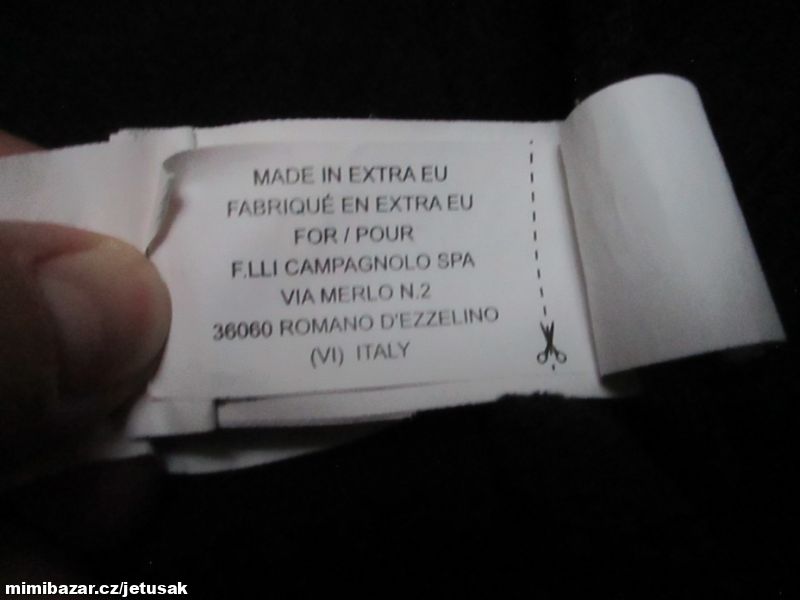 MADE IN EXTRA EU
FABRIQUÉ EN EXTRA EU
FOR / POUR
F.LLI CAMPAGNOLO SPA
VIA MERLO N.2
36060 ROMANO D'EZZELINO
(VI) ITALY
mimibazar.cz/jetusak